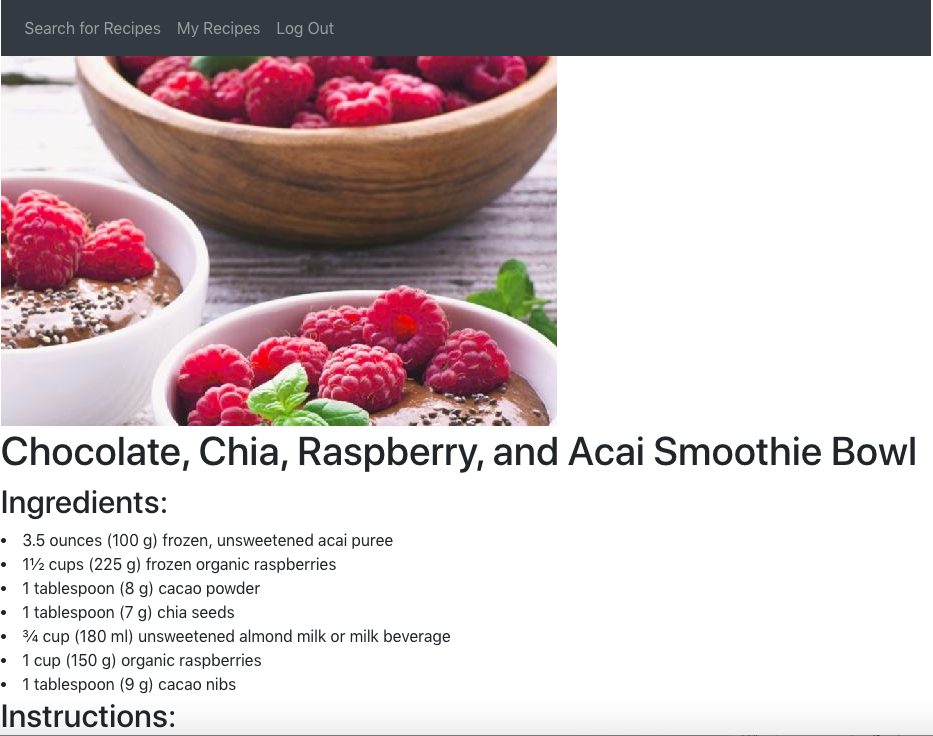 Search for Recipes My Recipes Log Out
Chocolate, Chia, Raspberry, and Acai Smoothie Bowl
Ingredients:
• 3.5 ounces (100 g) frozen, unsweetened acai puree
• 1½ cups (225 g) frozen organic raspberries
• 1 tablespoon (8 g) cacao powder
• 1 tablespoon (7 g) chia seeds
• ¾ cup (180 ml) unsweetened almond milk or milk beverage
• 1 cup (150 g) organic raspberries
• 1 tablespoon (9 g) cacao nibs
Instructions: